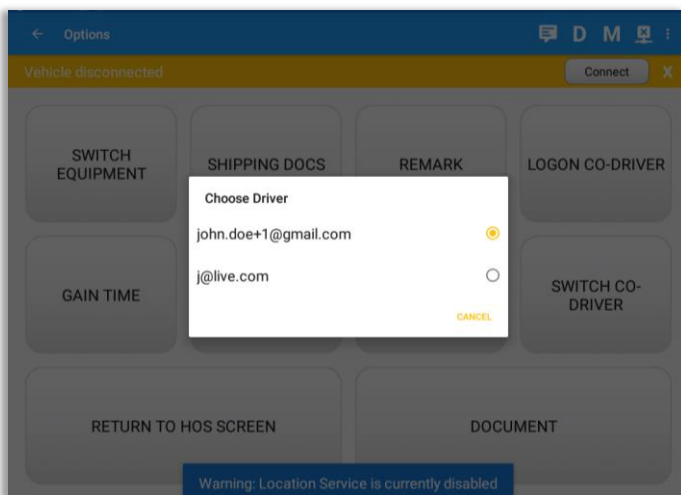 Options
D M
Vehicle disconnected
Connect
X
SWITCH
EQUIPMENT
SHIPPING DOCS
REMARK
LOGON CO-DRIVER
Choose Driver
john.doe+1@gmail.com
j@live.com
CANCEL
GAIN TIME
SWITCH CO-
DRIVER
RETURN TO HOS SCREEN
DOCUMENT
Warning: Location Service is currently disabled